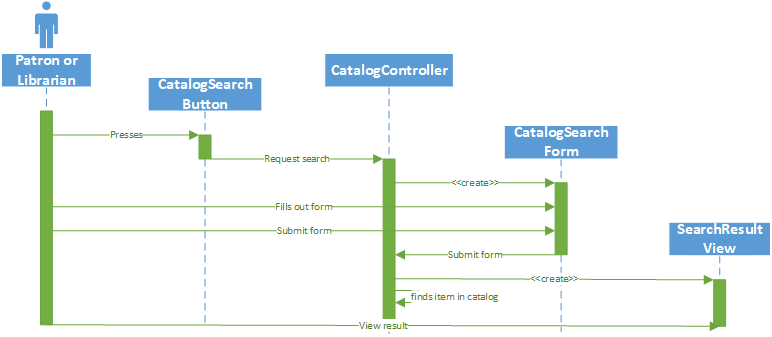 Patron or
Librarian
CatalogSearch
Button
CatalogController
CatalogSearch
Form
SearchResult
View
Presses
Request search
<<create>>
Fills out form
Submit form
Submit form
<<create>>
finds item in catalog
View result